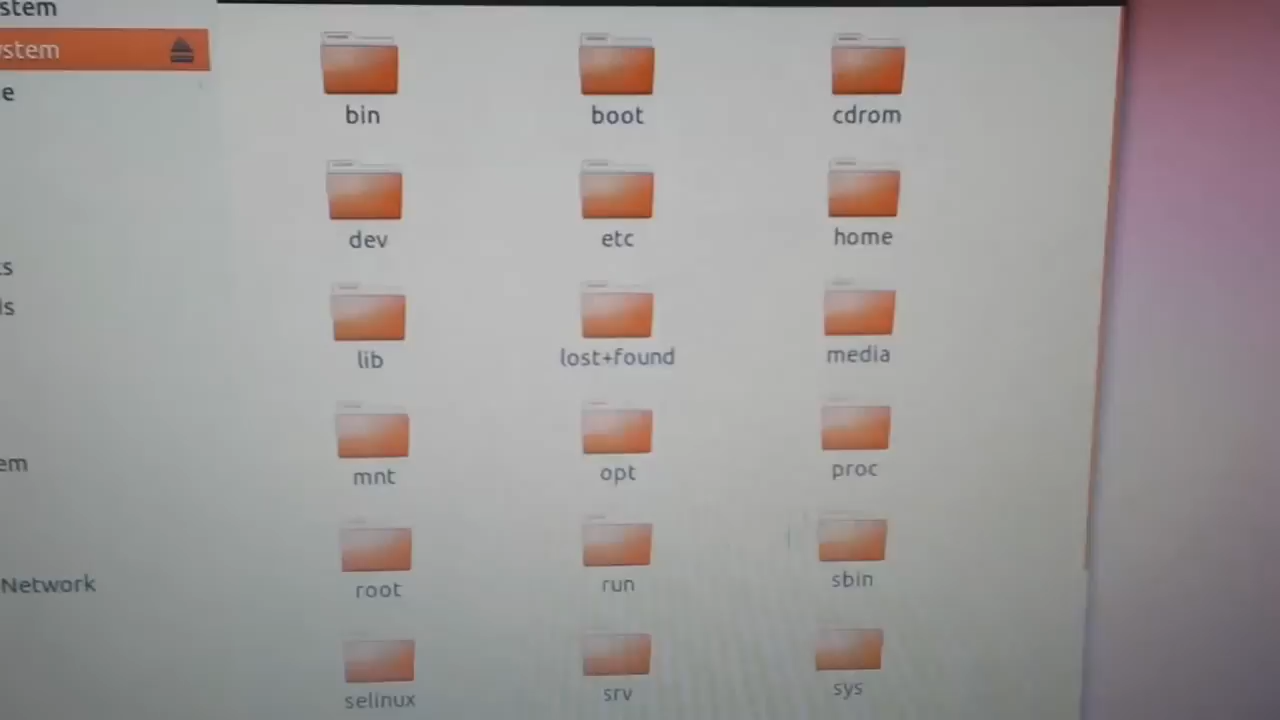 stem
ystem
e
bin boot cdrom
dev etc home
s
ls
lib lost+found media
em
mnt opt proc
Network
root run sbin
selinux srv sys